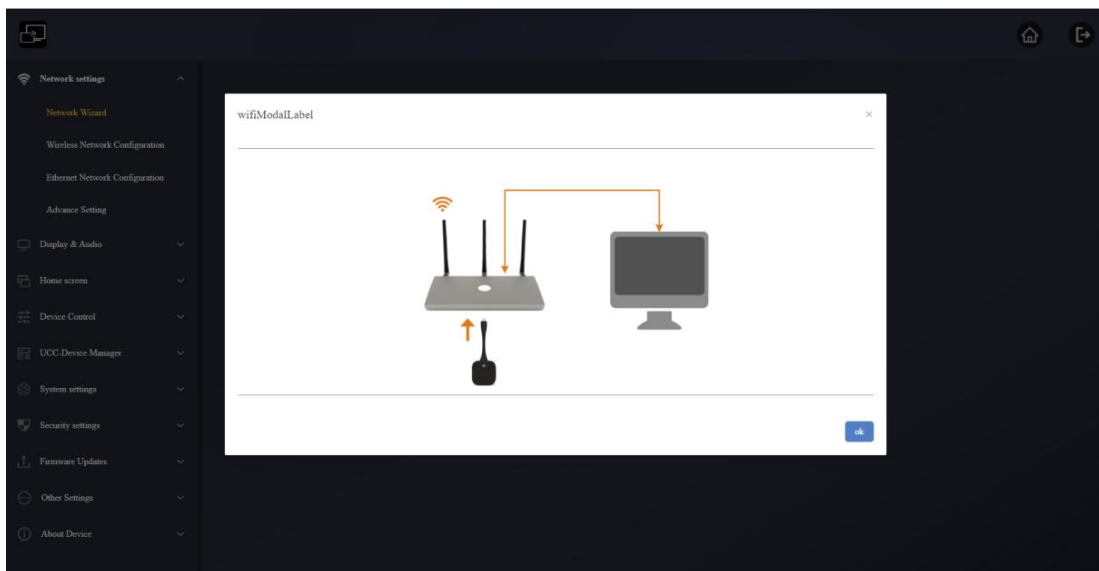 Network settings
Network Wizard
Wireless Network Configuration
Ethernet Network Configuration
Advance Setting
Display & Audio
Home screen
Device Control
UCC-Device Manager
System settings
Security settings
Firmware Updates
Other Settings
About Device
wifiModalLabel
ok